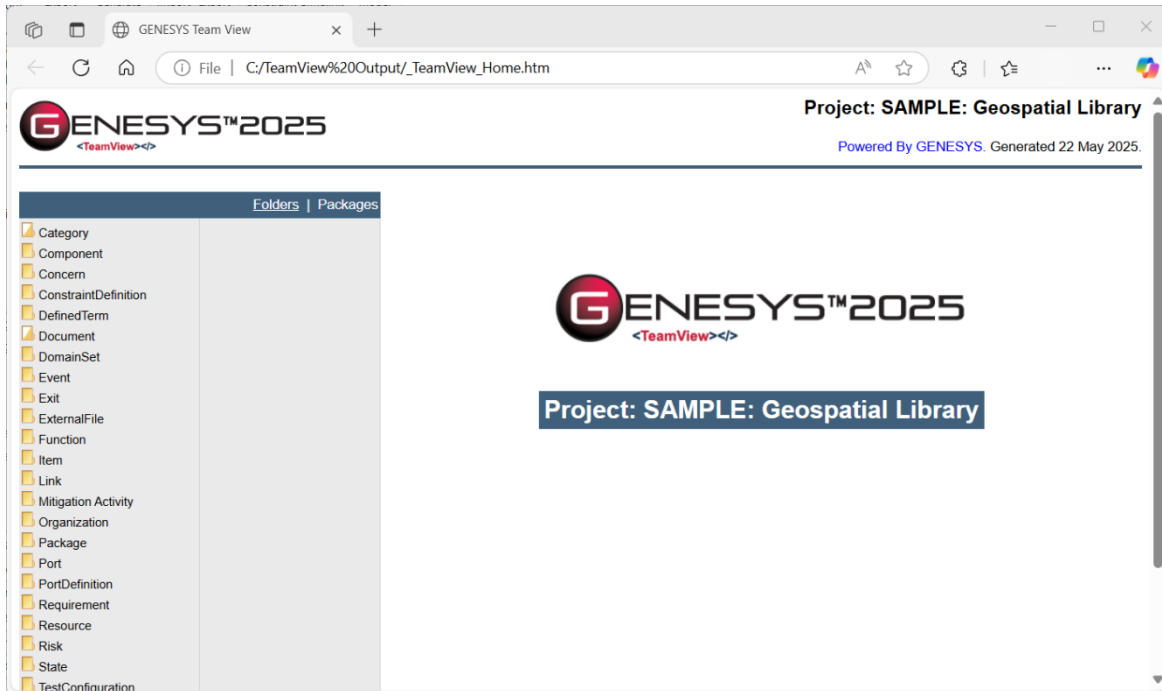 GENESYS Team View
File | C:/TeamView%20Output/_TeamView_Home.htm
GENESYS™2025
<TeamView></>
Project: SAMPLE: Geospatial Library
Powered By GENESYS. Generated 22 May 2025.
Folders | Packages
Category
Component
Concern
ConstraintDefinition
DefinedTerm
Document
DomainSet
Event
Exit
ExternalFile
Function
Item
Link
Mitigation Activity
Organization
Package
Port
PortDefinition
Requirement
Resource
Risk
State
TestConfiguration
GENESYS™2025
<TeamView></>
Project: SAMPLE: Geospatial Library